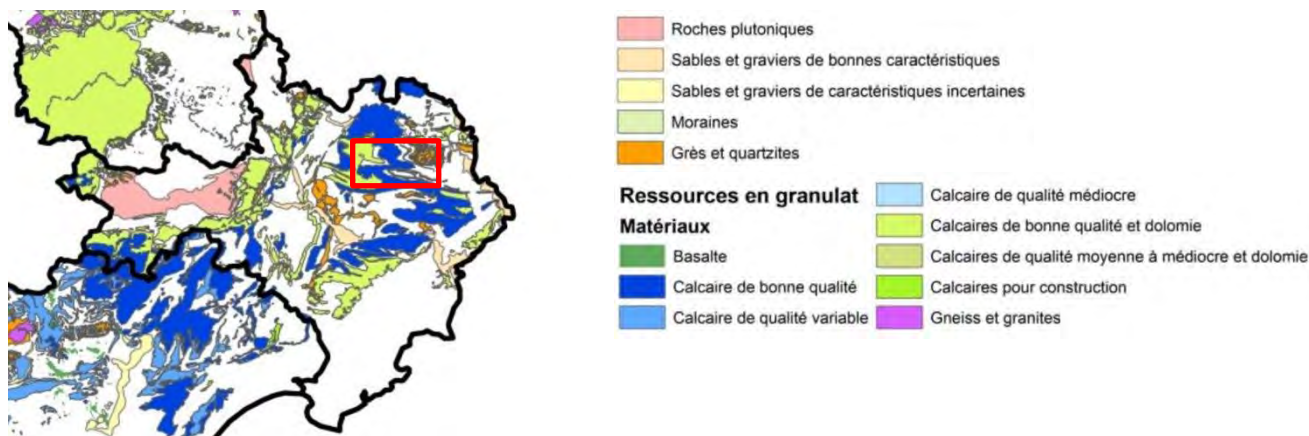 Roches plutoniques
Sables et graviers de bonnes caractéristiques
Sables et graviers de caractéristiques incertaines
Moraines
Grès et quartzites
Ressources en granulat
Matériaux
Basalte
Calcaire de bonne qualité
Calcaire de qualité variable
Calcaire de qualité médiocre
Calcaires de bonne qualité et dolomie
Calcaires de qualité moyenne à médiocre et dolomie
Calcaires pour construction
Gneiss et granites